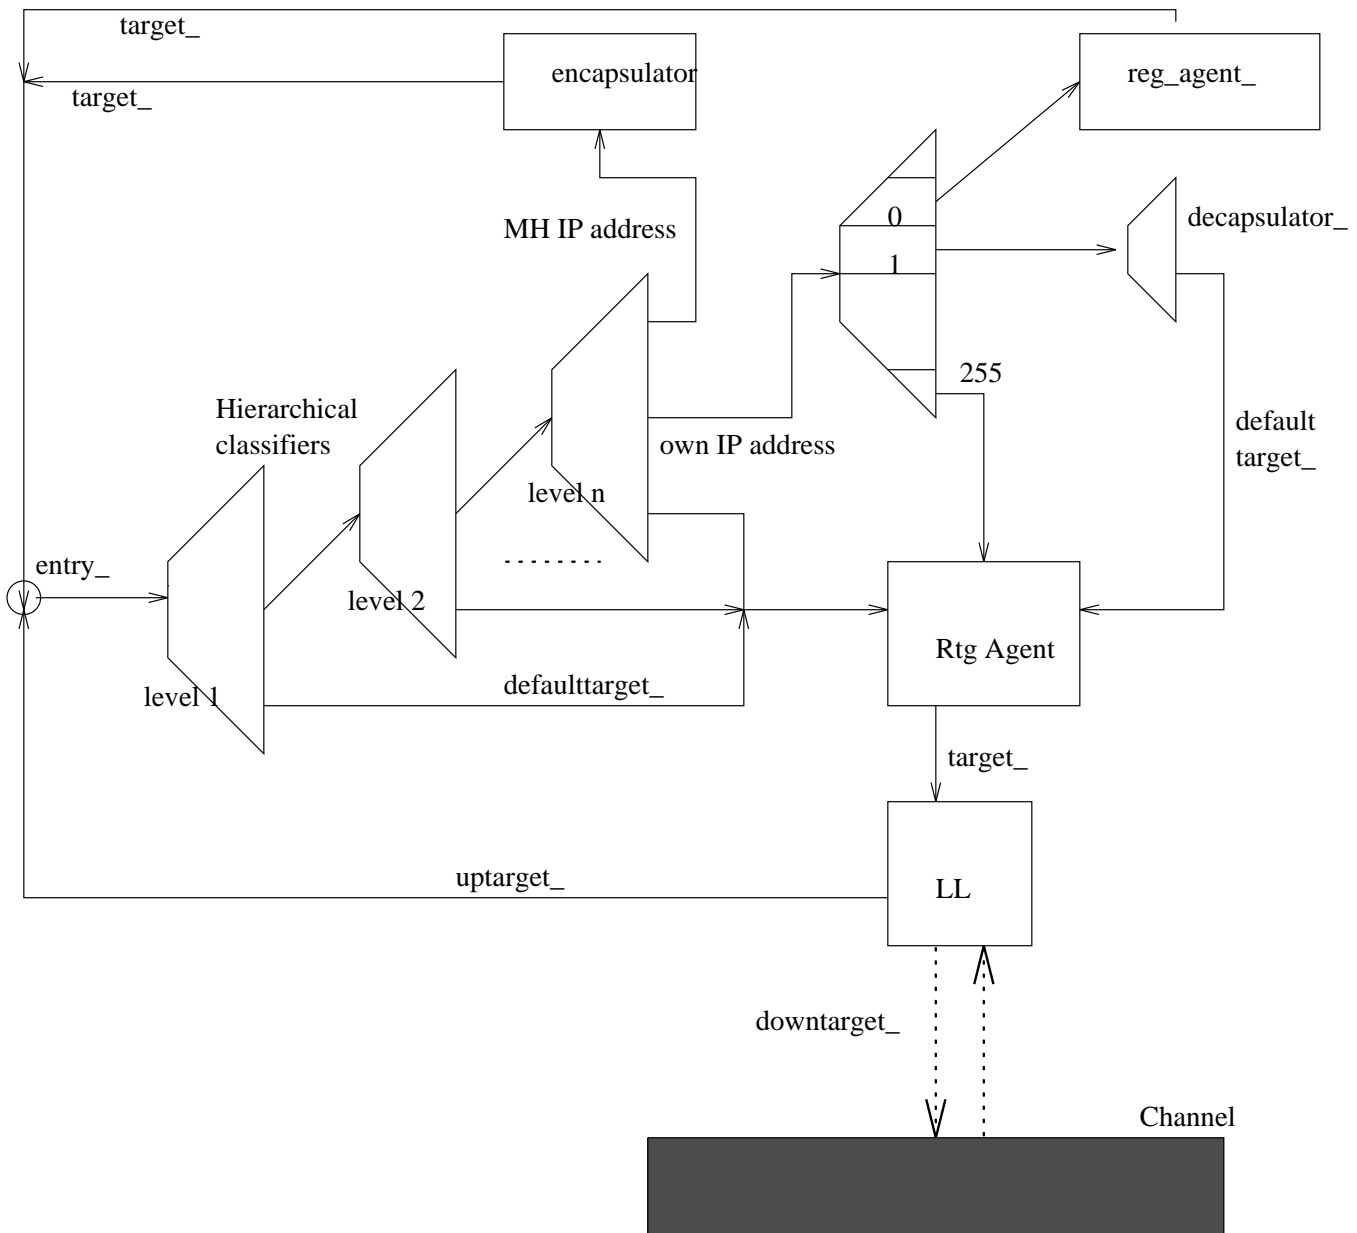 target_
encapsulator
reg_agent_
target_
MH IP address
0
decapsulator_
1
255
Hierarchical
classifiers
default
target_
own IP address
level n
entry_
level 2
Rtg Agent
level 1
defaulttarget_
target_
uptarget_
LL
downtarget_
Channel